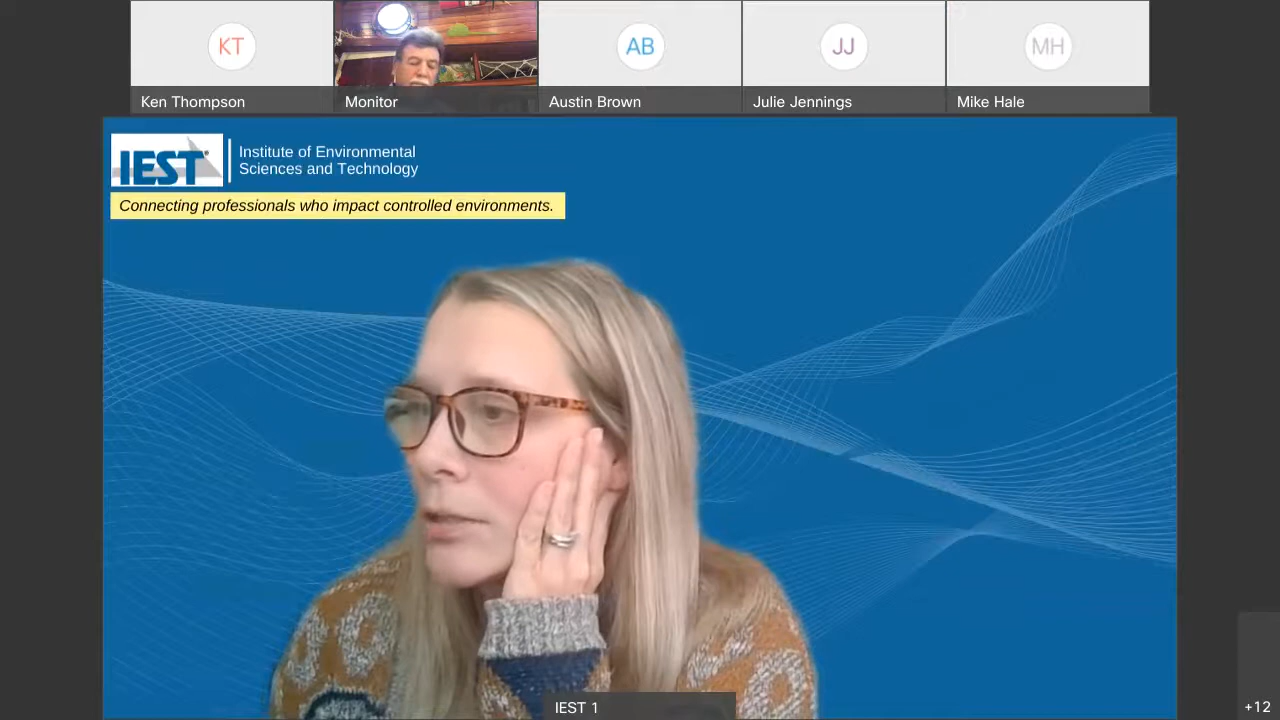 KT
AB
JJ
MH
Ken Thompson
Monitor
Austin Brown
Julie Jennings
Mike Hale
IEST
Institute of Environmental
Sciences and Technology
Connecting professionals who impact controlled environments.
IEST 1
+12